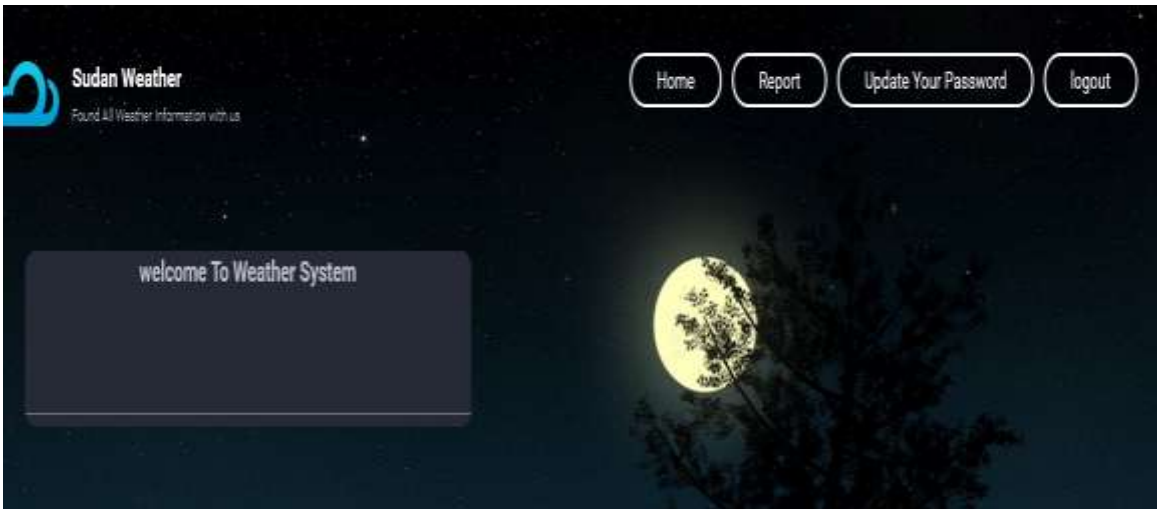 Sudan Weather
Found All Weather Information with us
Home
Report
Update Your Password
logout
welcome To Weather System